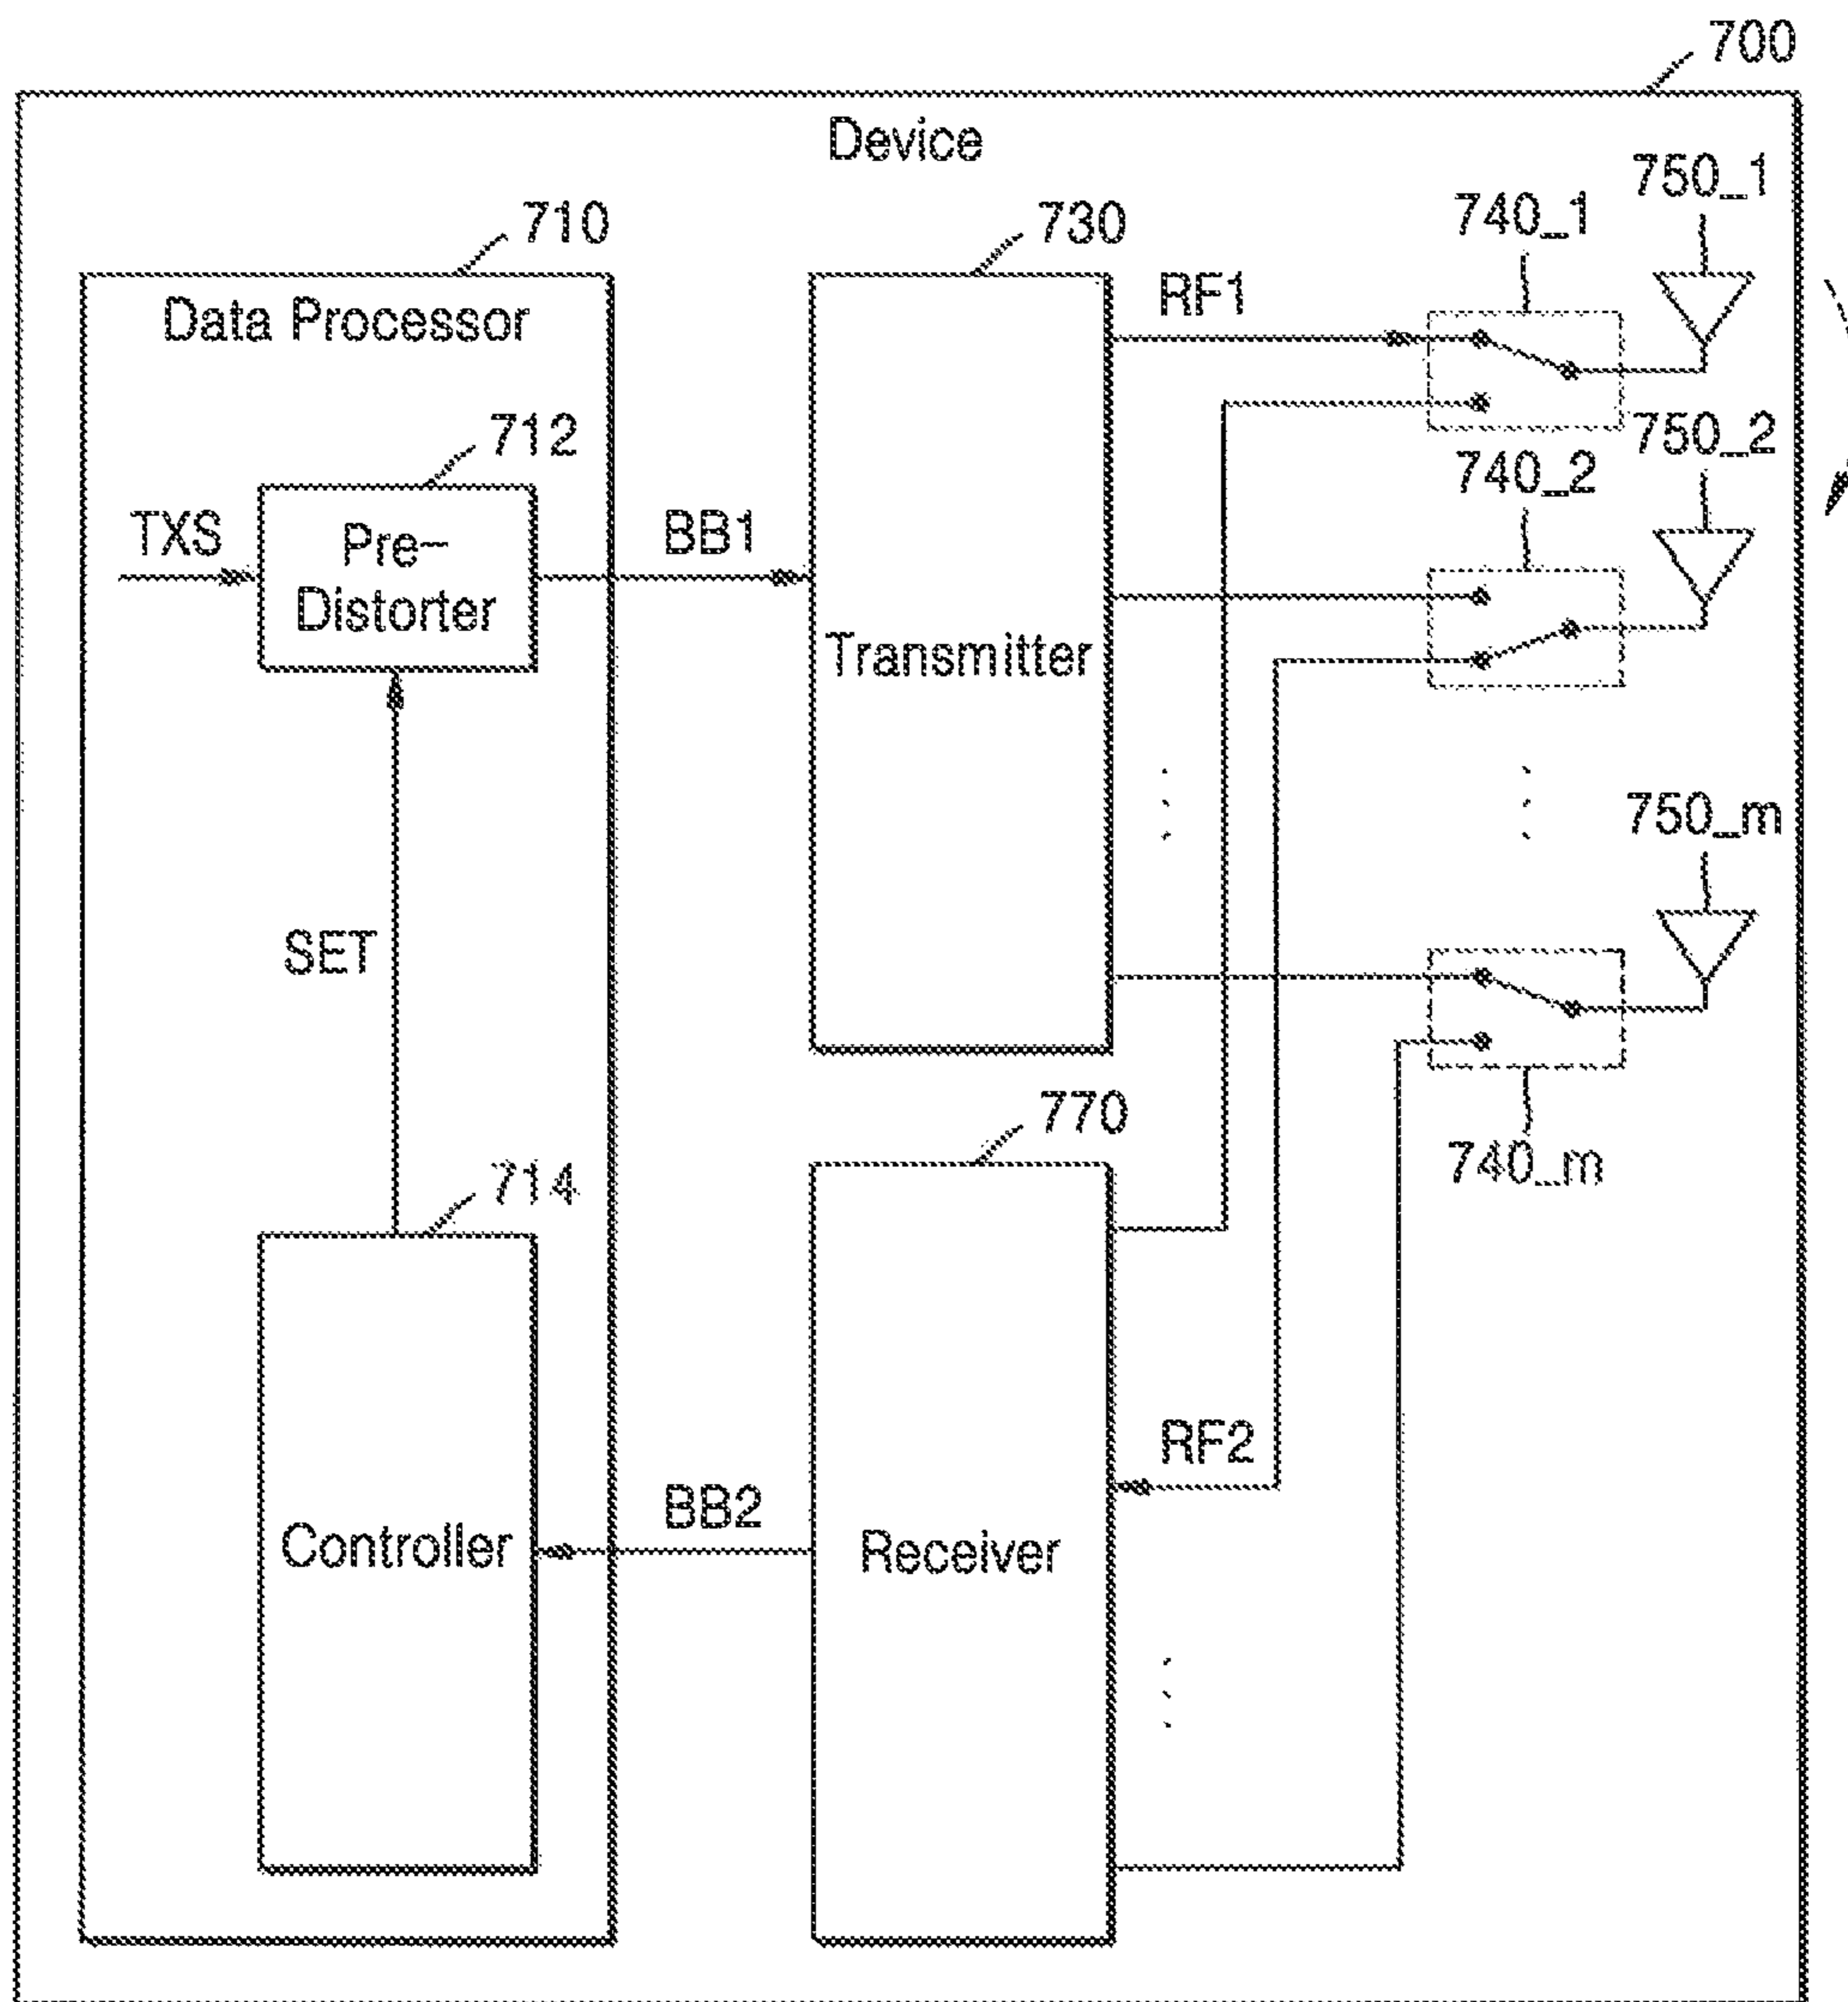 700
Device
750_1
710
730
740_1
RF1
Data Processor
712
750_2
740_2
TXS
Pre-
Distorter
BB1
Transmitter
750_m
SET
770
740_m
714
RF2
BB2
Controller
Receiver